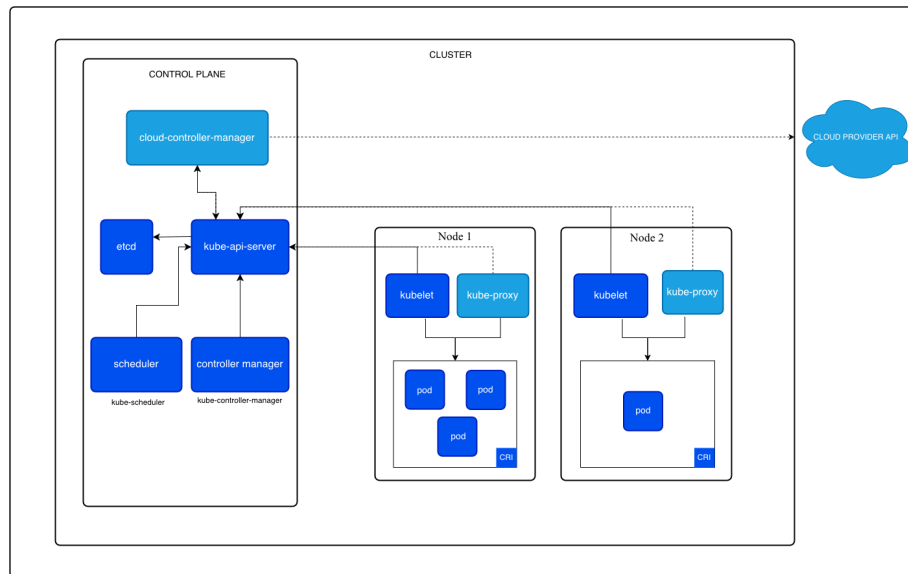 CLUSTER
CONTROL PLANE
cloud-controller-manager
CLOUD PROVIDER API
etcd
kube-api-server
scheduler
kube-scheduler
controller manager
kube-controller-manager
Node 1
kubelet
kube-proxy
pod
pod
pod
CRI
Node 2
kubelet
kube-proxy
pod
CRI